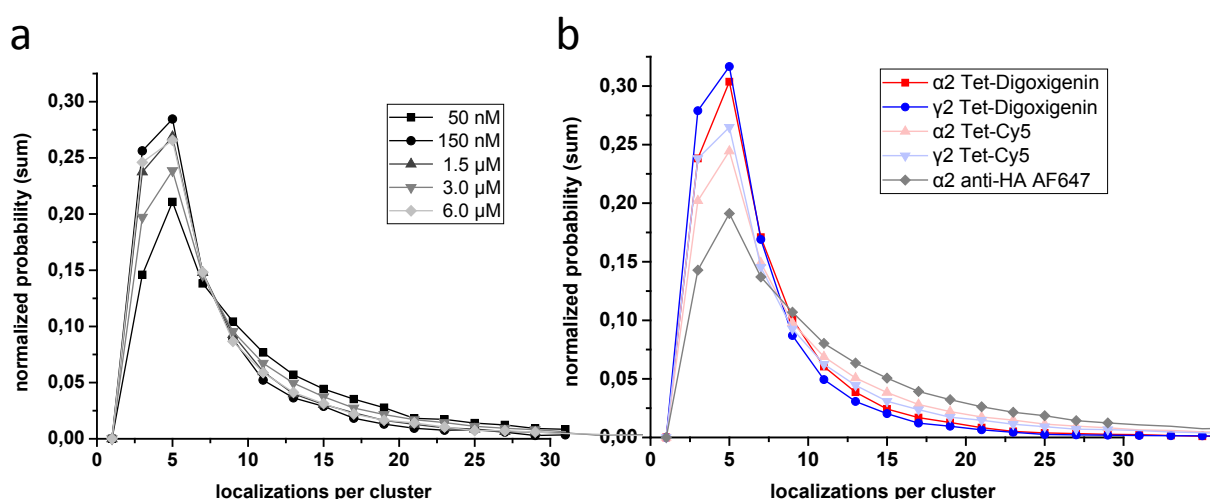 a
0,30
0,25
0,20
0,15
0,10
0,05
0,00
normalized probability (sum)
0 5 10 15 20 25 30
localizations per cluster
50 nM
150 nM
1.5 µM
3.0 µM
6.0 µM
b
0,30
0,25
0,20
0,15
0,10
0,05
0,00
normalized probability (sum)
0 5 10 15 20 25 30
localizations per cluster
α2 Tet-Digoxigenin
γ2 Tet-Digoxigenin
α2 Tet-Cy5
γ2 Tet-Cy5
α2 anti-HA AF647